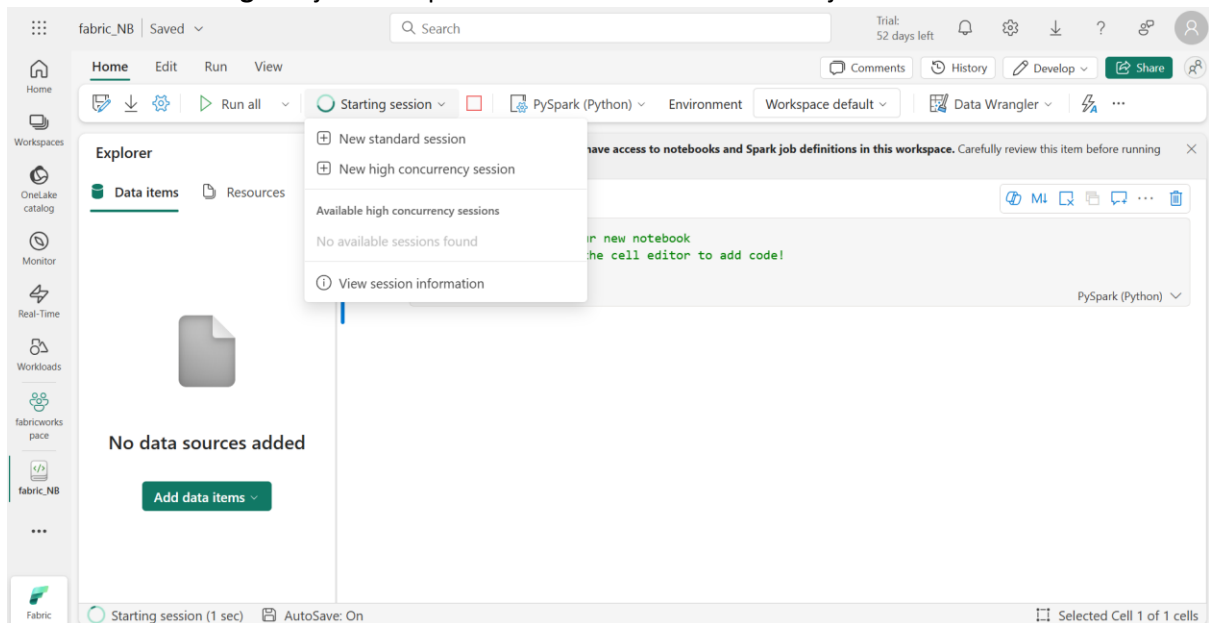 fabric_NB Saved
Search
Trial:
52 days left
Home
Workspaces
OneLake
catalog
Monitor
Real-Time
Workloads
fabricworks
pace
fabric_NB
Fabric
Home Edit Run View
Comments History Develop Share
Run all Starting session PySpark (Python) Environment Workspace default Data Wrangler
New standard session
New high concurrency session
Available high concurrency sessions
No available sessions found
View session information
Explorer
Data items Resources
No data sources added
Add data items
have access to notebooks and Spark job definitions in this workspace. Carefully review this item before running
new notebook
the cell editor to add code!
PySpark (Python)
Starting session (1 sec) AutoSave: On Selected Cell 1 of 1 cells